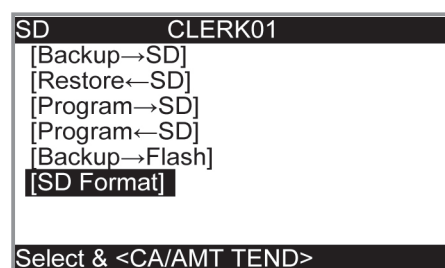 SD CLERK01
[Backup→SD]
[Restore←SD]
[Program→SD]
[Program←SD]
[Backup→Flash]
[SD Format]
Select & <CA/AMT TEND>